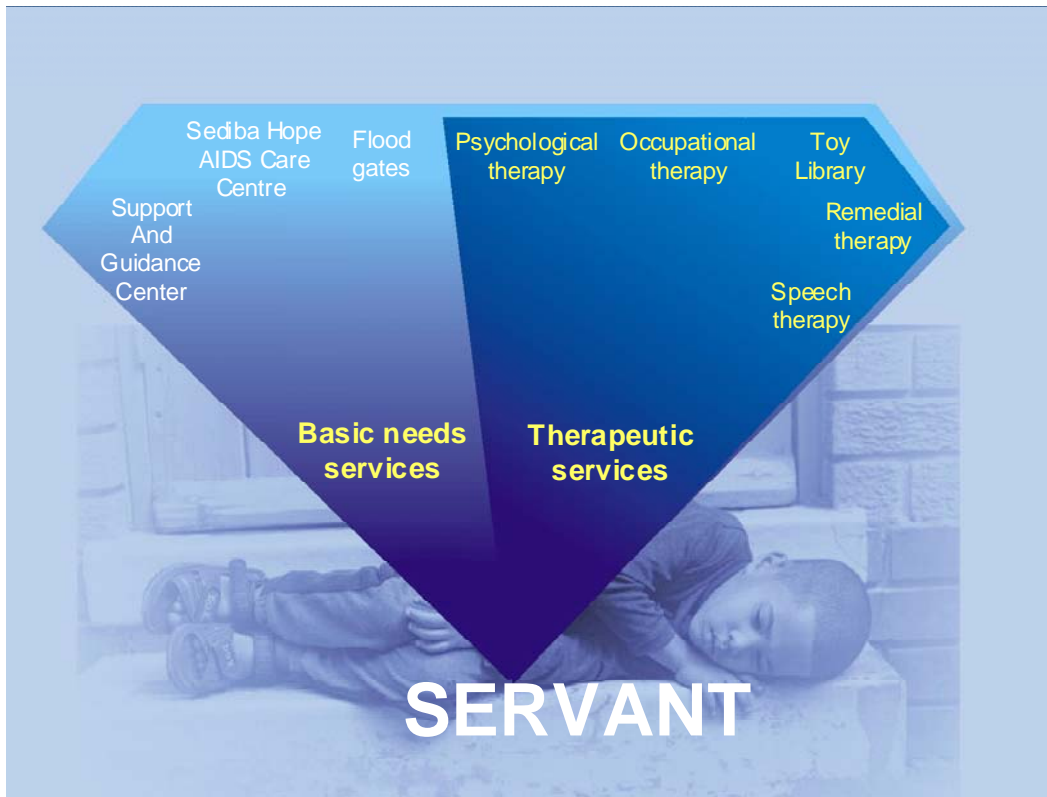 Sediba Hope
AIDS Care
Centre
Flood
gates
Psychological
therapy
Occupational
therapy
Toy
Library
Support
And
Guidance
Center
Remedial
therapy
Speech
therapy
Basic needs
services
Therapeutic
services
SERVANT